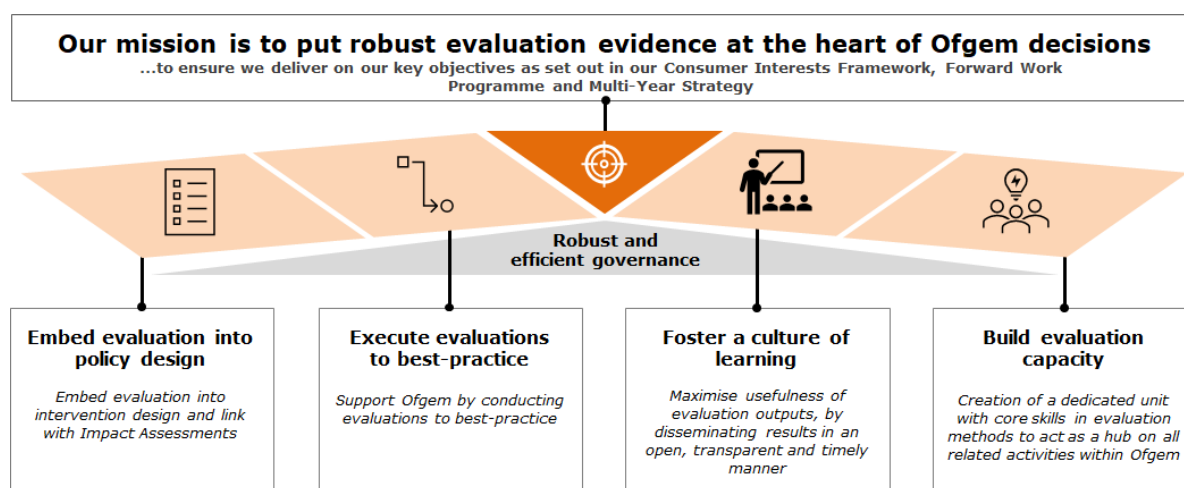 Our mission is to put robust evaluation evidence at the heart of Ofgem decisions
...to ensure we deliver on our key objectives as set out in our Consumer Interests Framework, Forward Work
Programme and Multi-Year Strategy
Robust and
efficient governance
Embed evaluation into
policy design
Embed evaluation into
intervention design and link
with Impact Assessments
Execute evaluations
to best-practice
Support Ofgem by conducting
evaluations to best-practice
Foster a culture of
learning
Maximise usefulness of
evaluation outputs, by
disseminating results in an
open, transparent and timely
manner
Build evaluation
capacity
Creation of a dedicated unit
with core skills in evaluation
methods to act as a hub on all
related activities within Ofgem